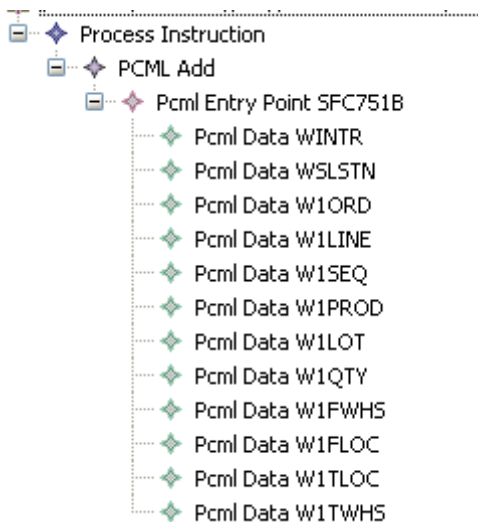 Process Instruction
PCML Add
Pcml Entry Point SFC751B
Pcml Data WINTR
Pcml Data WSLSTN
Pcml Data W1ORD
Pcml Data W1LINE
Pcml Data W1SEQ
Pcml Data W1PROD
Pcml Data W1LOT
Pcml Data W1QTY
Pcml Data W1FWHS
Pcml Data W1FLOC
Pcml Data W1TLOC
Pcml Data W1TWHS